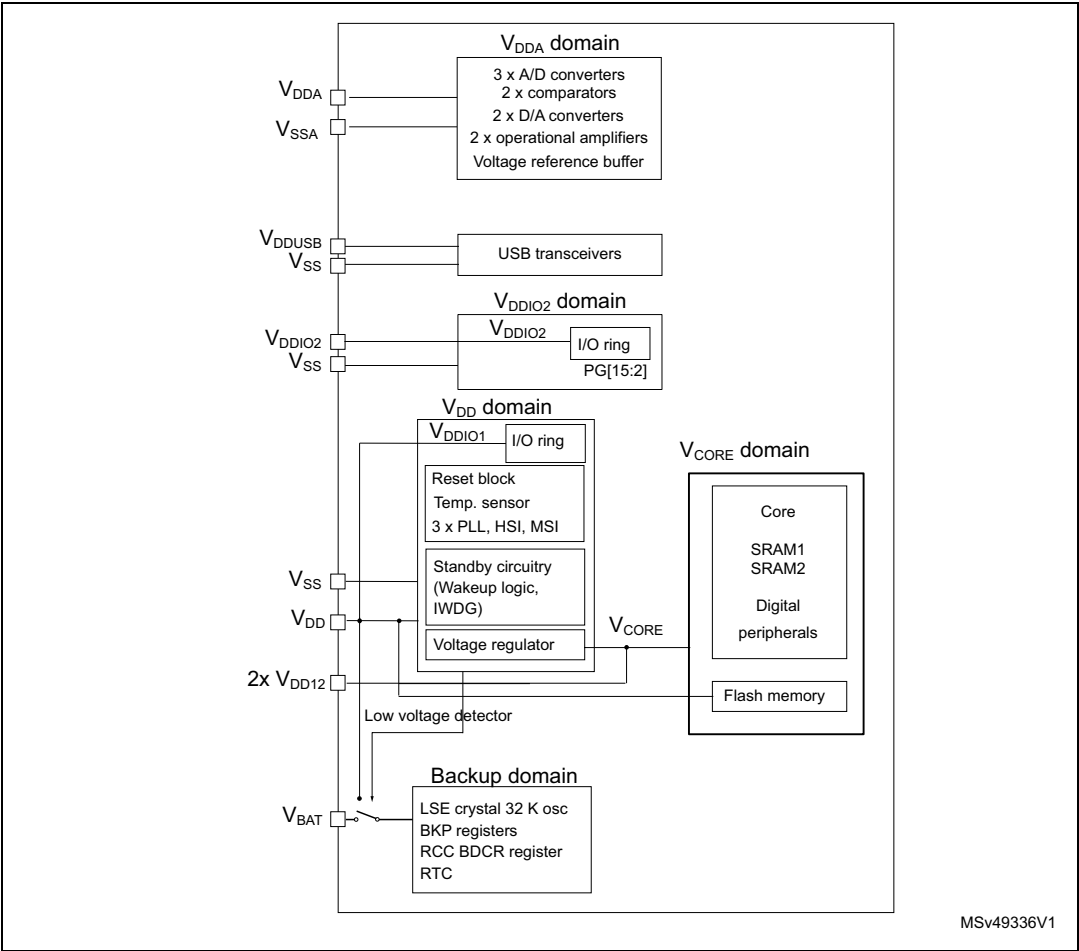 VDDA domain
VDDA
VSSA
3 x A/D converters
2 x comparators
2 x D/A converters
2 x operational amplifiers
Voltage reference buffer
VDDUSB
VSS
USB transceivers
VDDIO2 domain
VDDIO2
VSS
VDDIO2
I/O ring
PG[15:2]
VDD domain
VDDIO1
I/O ring
Reset block
Temp. sensor
3 x PLL, HSI, MSI
VSS
VDD
Standby circuitry
(Wakeup logic,
IWDG)
Voltage regulator
VCORE
2x VDD12
Low voltage detector
VCORE domain
Core
SRAM1
SRAM2
Digital
peripherals
Flash memory
Backup domain
VBAT
LSE crystal 32 K osc
BKP registers
RCC BDCR register
RTC
MSv49336V1